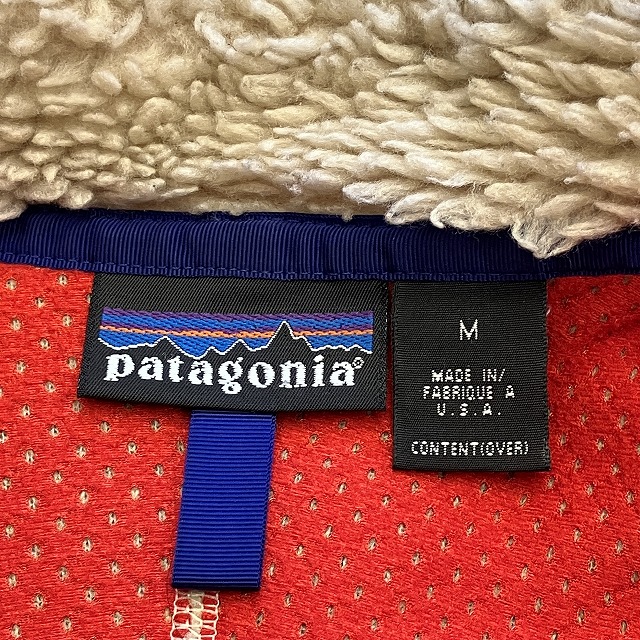 patagonia®
M
MADE IN/
FABRIQUE A
U.S.A.
CONTENT(OVER)